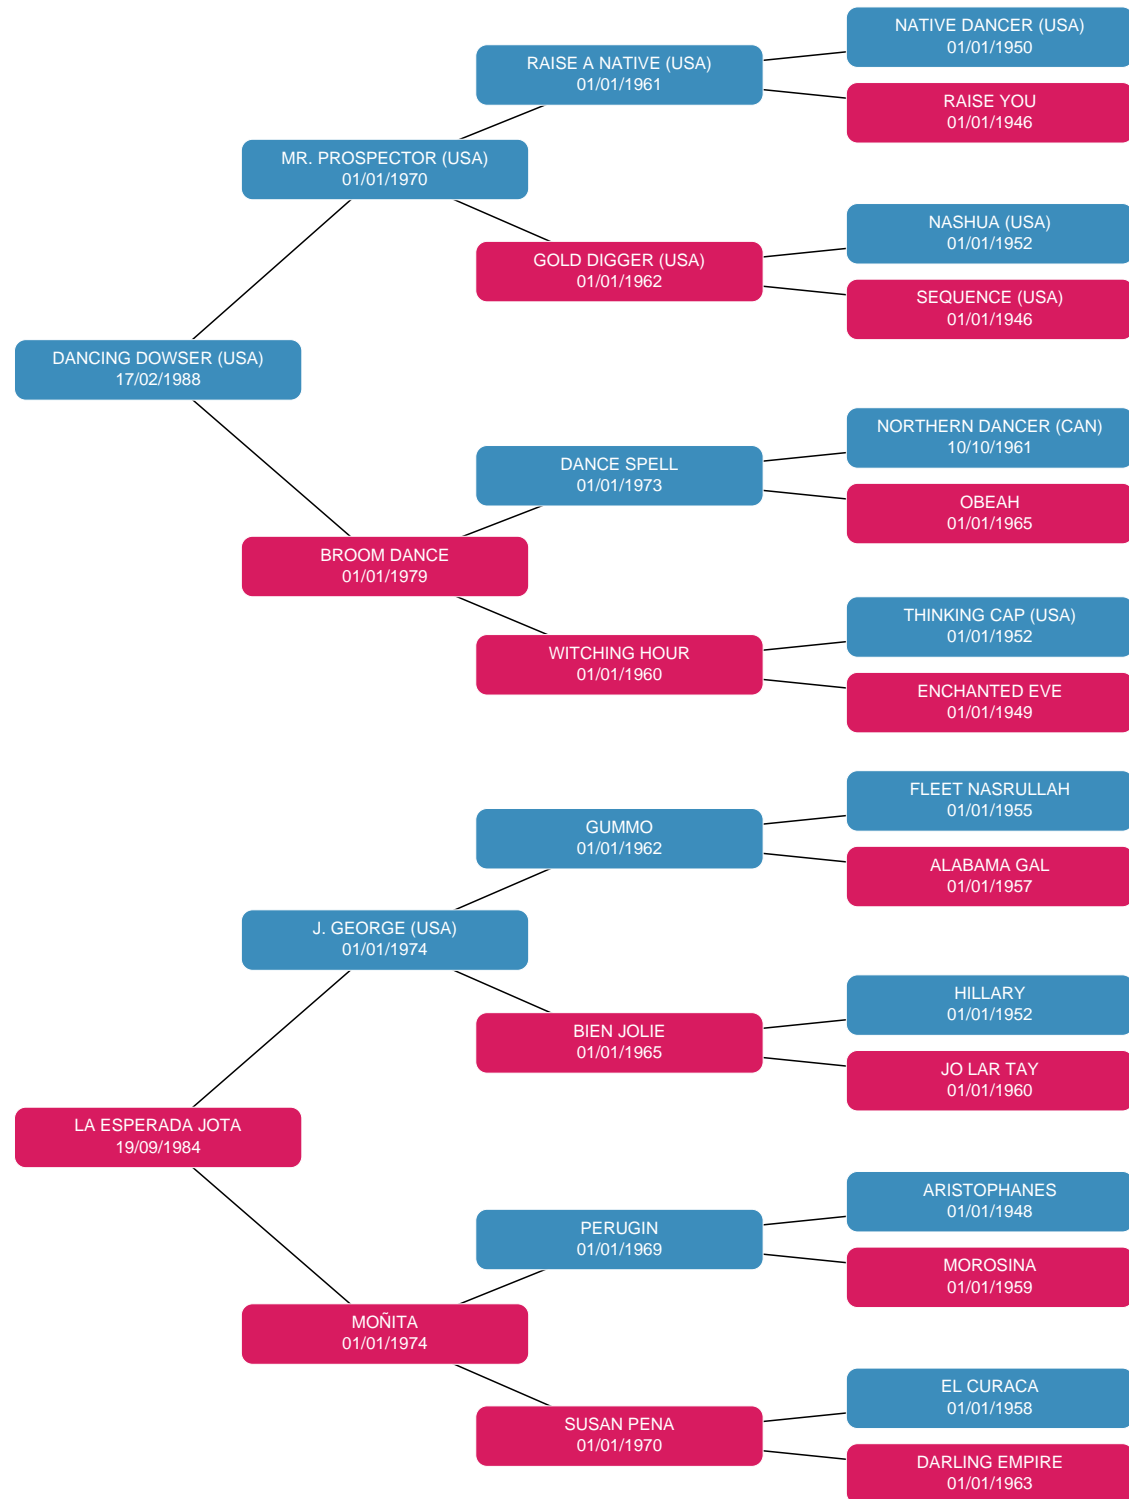 NATIVE DANCER (USA)
01/01/1950
RAISE A NATIVE (USA)
01/01/1961
RAISE YOU
01/01/1946
MR. PROSPECTOR (USA)
01/01/1970
NASHUA (USA)
01/01/1952
GOLD DIGGER (USA)
01/01/1962
SEQUENCE (USA)
01/01/1946
DANCING DOWSER (USA)
17/02/1988
NORTHERN DANCER (CAN)
10/10/1961
DANCE SPELL
01/01/1973
OBEAH
01/01/1965
BROOM DANCE
01/01/1979
THINKING CAP (USA)
01/01/1952
WITCHING HOUR
01/01/1960
ENCHANTED EVE
01/01/1949
FLEET NASRULLAH
01/01/1955
GUMMO
01/01/1962
ALABAMA GAL
01/01/1957
J. GEORGE (USA)
01/01/1974
HILLARY
01/01/1952
BIEN JOLIE
01/01/1965
JO LAR TAY
01/01/1960
LA ESPERADA JOTA
19/09/1984
ARISTOPHANES
01/01/1948
PERUGIN
01/01/1969
MOROSINA
01/01/1959
MOÑITA
01/01/1974
EL CURACA
01/01/1958
SUSAN PENA
01/01/1970
DARLING EMPIRE
01/01/1963